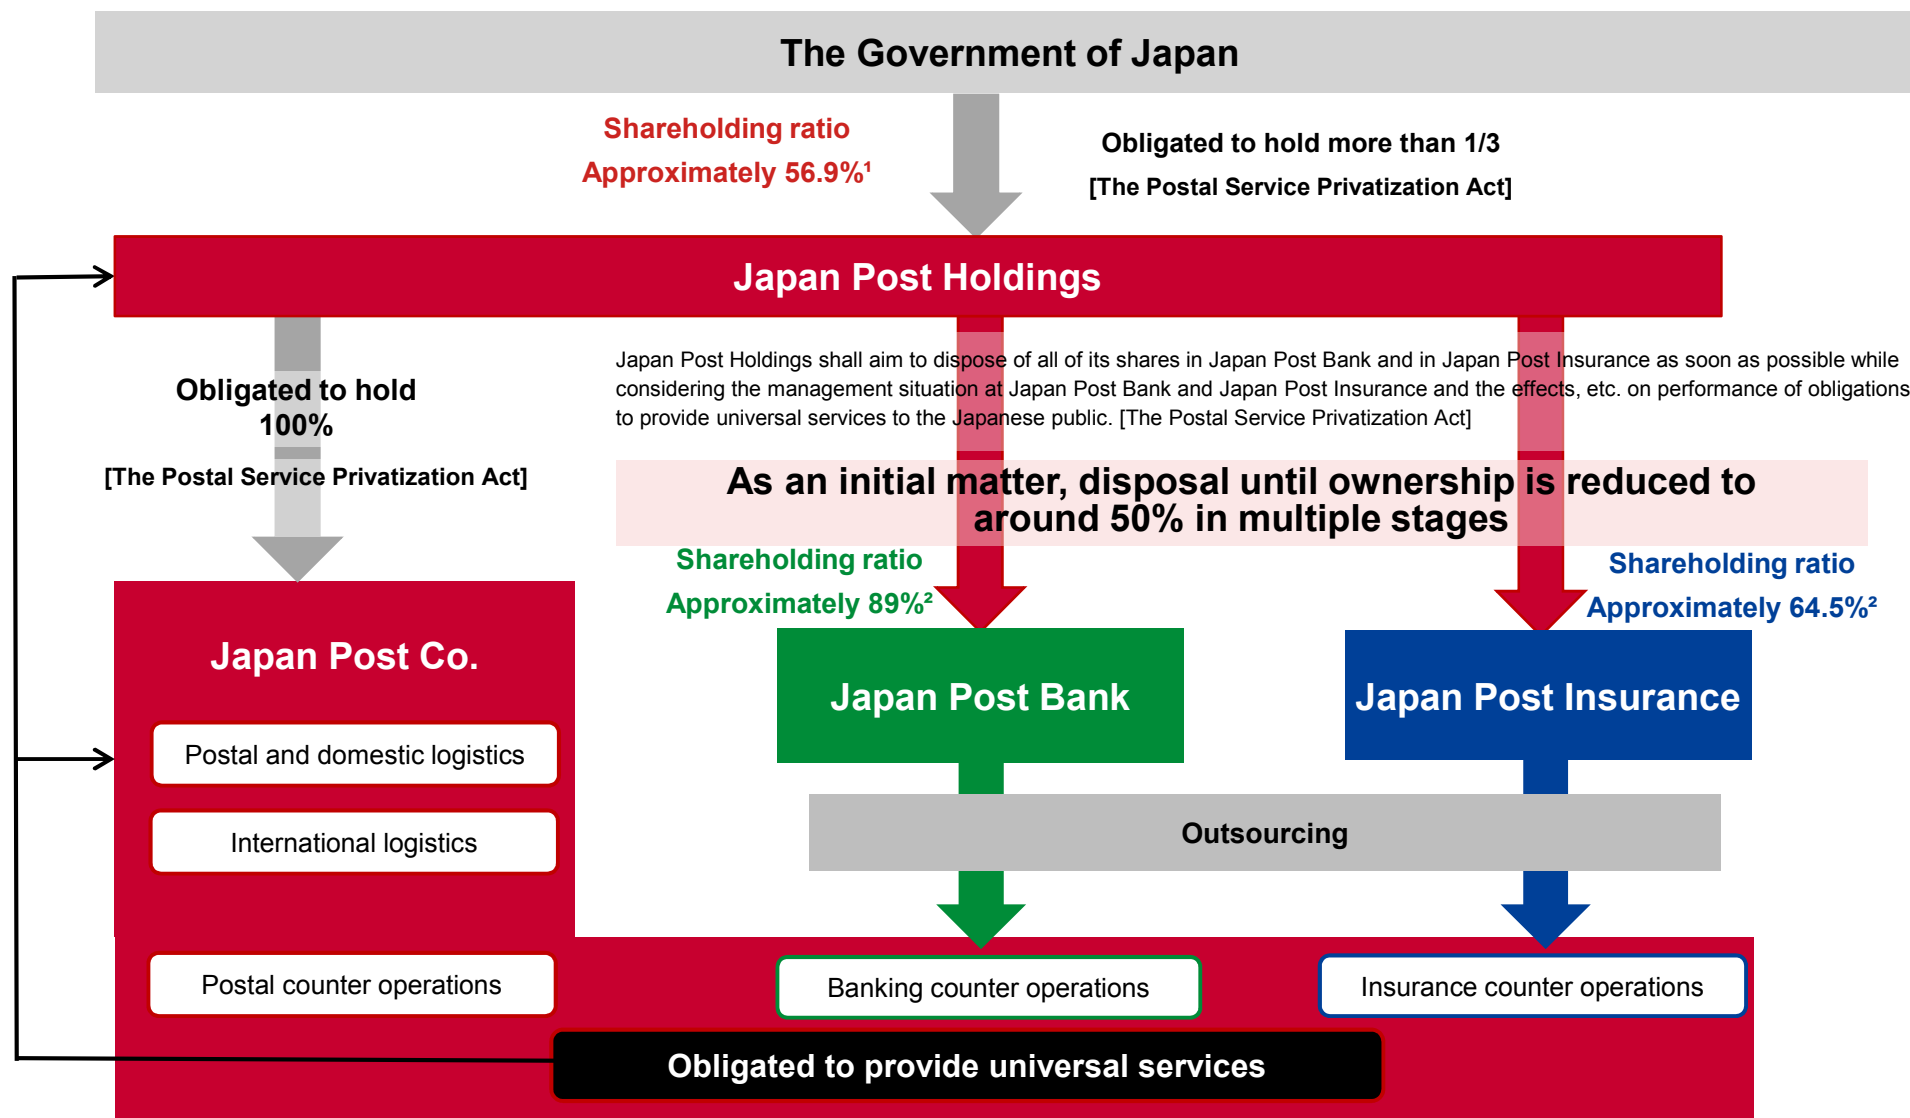 The Government of Japan
Shareholding ratio
Approximately 56.9%¹
Obligated to hold more than 1/3
[The Postal Service Privatization Act]
Japan Post Holdings
Obligated to hold
100%
[The Postal Service Privatization Act]
Japan Post Holdings shall aim to dispose of all of its shares in Japan Post Bank and in Japan Post Insurance as soon as possible while
considering the management situation at Japan Post Bank and Japan Post Insurance and the effects, etc. on performance of obligations
to provide universal services to the Japanese public. [The Postal Service Privatization Act]
As an initial matter, disposal until ownership is reduced to
around 50% in multiple stages
Shareholding ratio
Approximately 89%²
Shareholding ratio
Approximately 64.5%²
Japan Post Co.
Japan Post Bank
Japan Post Insurance
Postal and domestic logistics
International logistics
Outsourcing
Postal counter operations
Banking counter operations
Insurance counter operations
Obligated to provide universal services